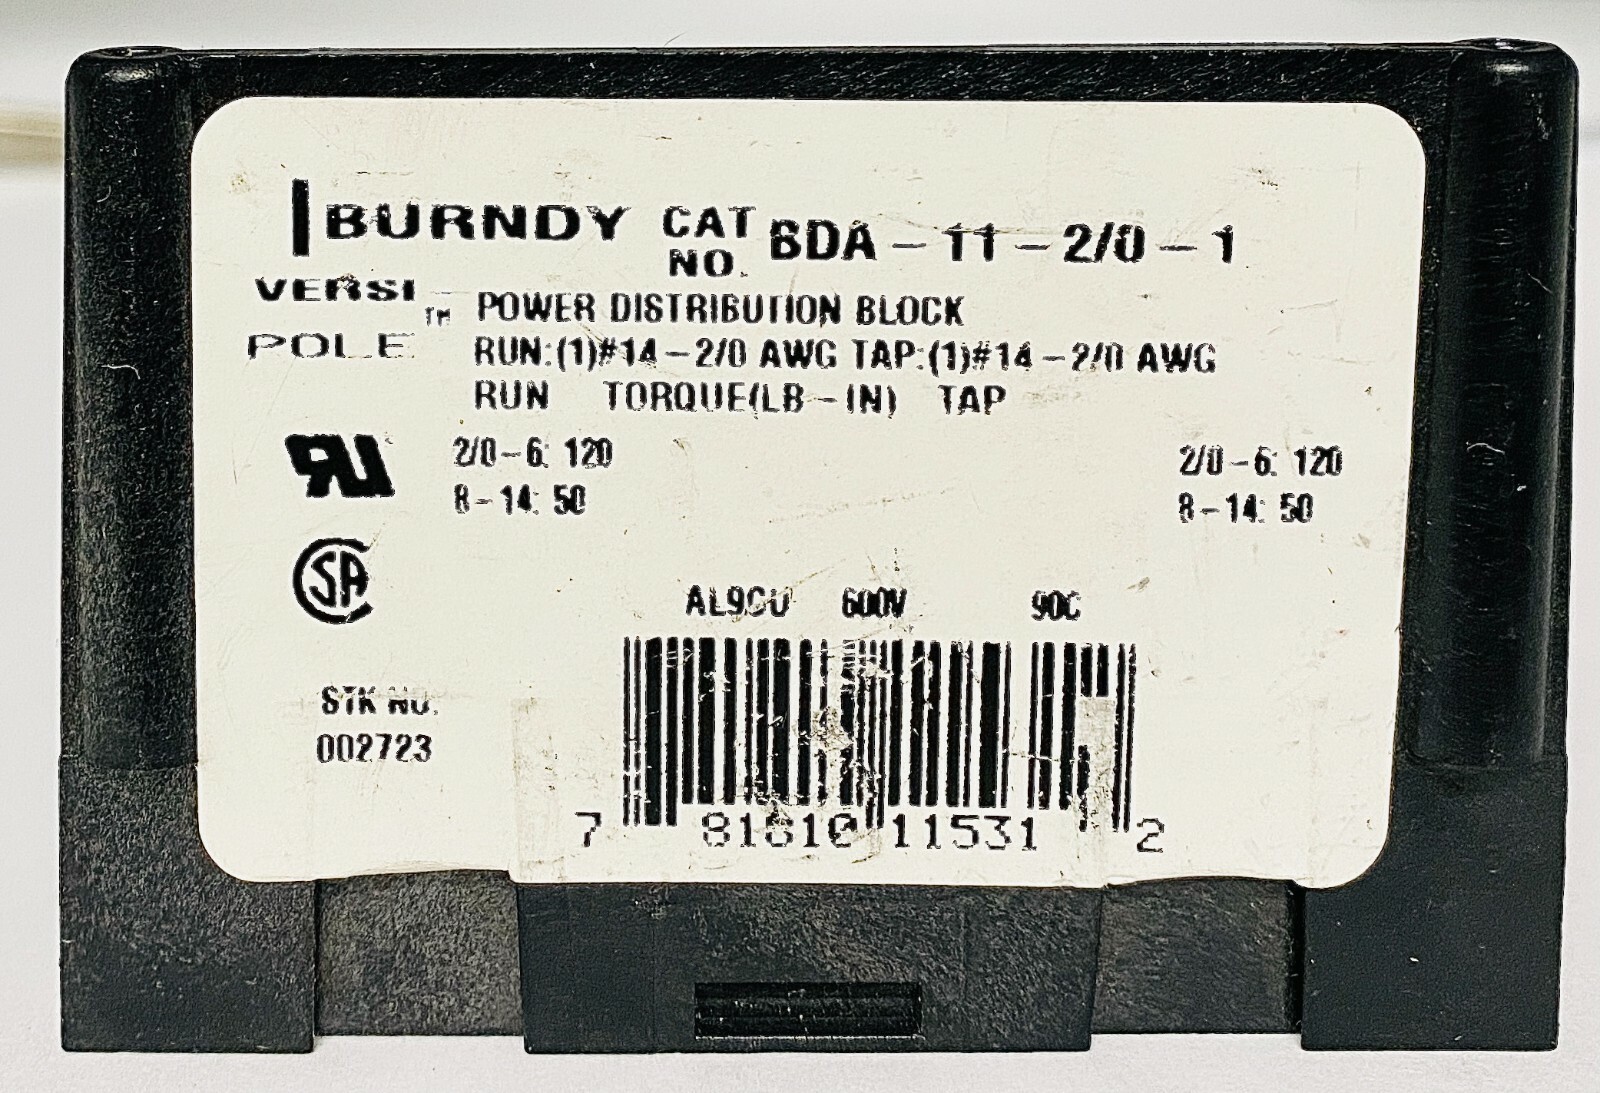 BURNDY CAT NO. BDA-11-2/0-1
VERSI POLE ™
POWER DISTRIBUTION BLOCK
RUN:(1)#14-2/0 AWG TAP:(1)#14-2/0 AWG
RUN TORQUE(LB-IN) TAP
2/0-6: 120 2/0-6: 120
8-14: 50 8-14: 50
AL9CU 600V 90C
STK NO.
002723
7 81810 11531 2